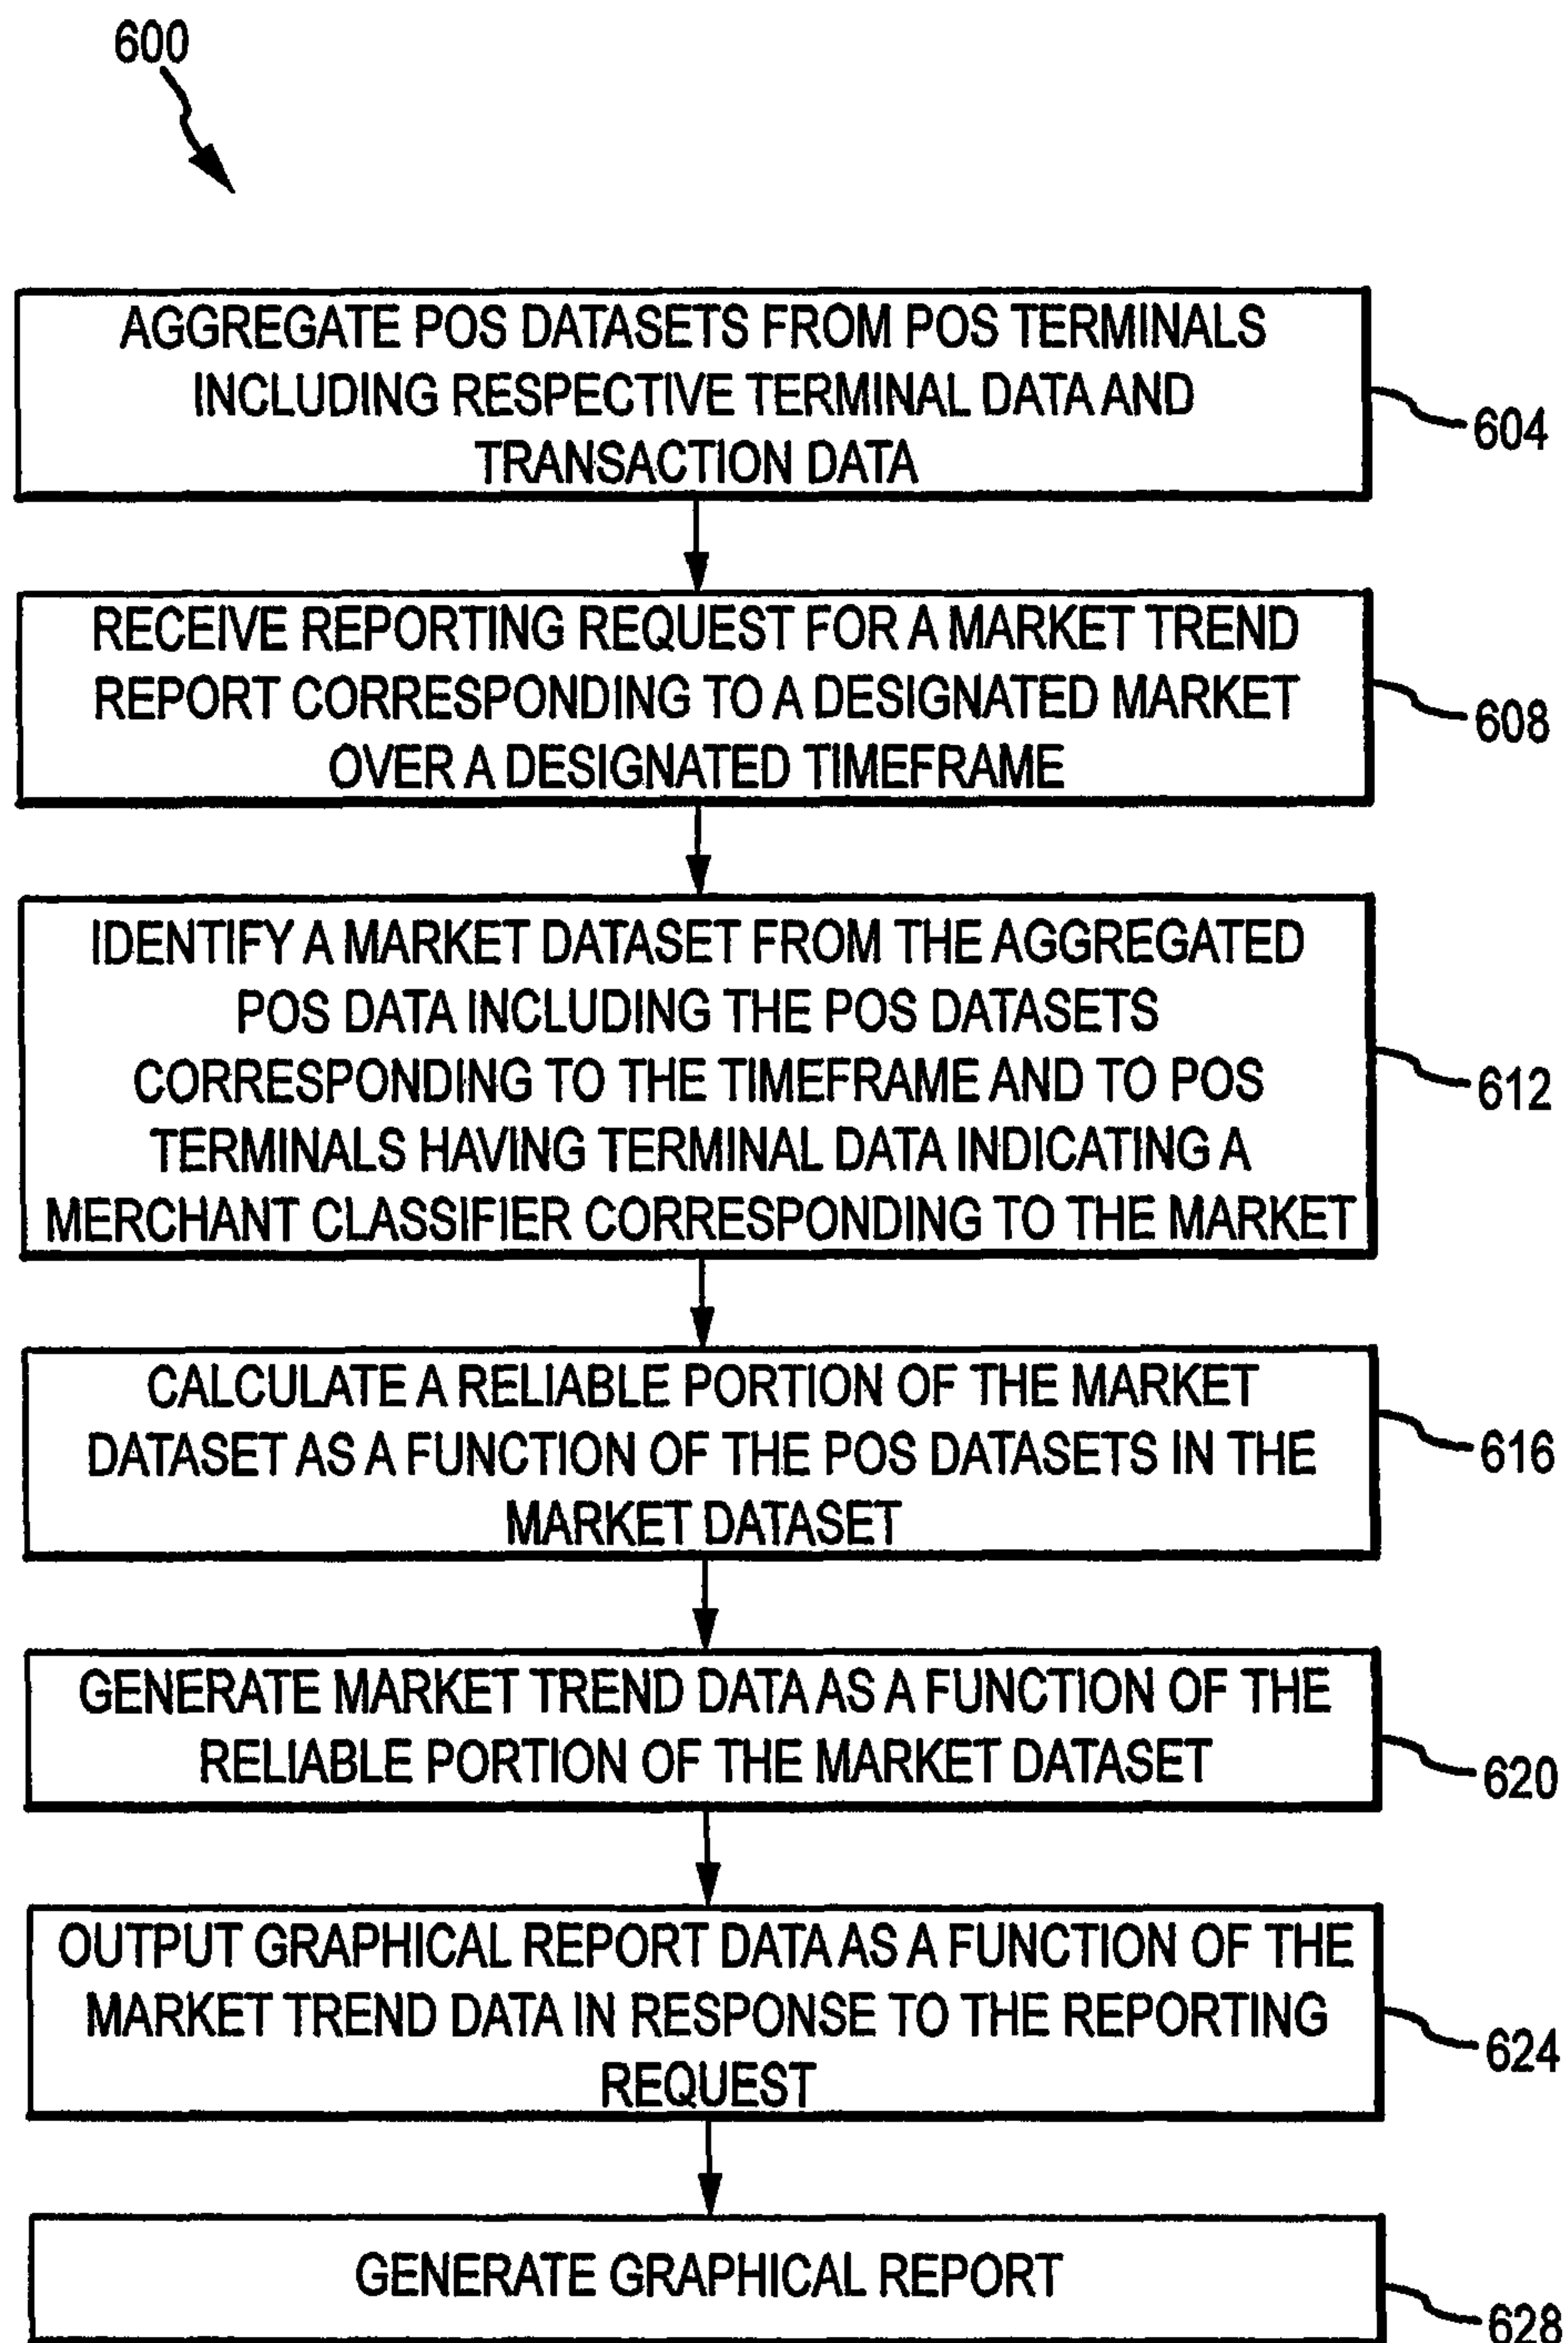 600
AGGREGATE POS DATASETS FROM POS TERMINALS
INCLUDING RESPECTIVE TERMINAL DATA AND
TRANSACTION DATA
604
RECEIVE REPORTING REQUEST FOR A MARKET TREND
REPORT CORRESPONDING TO A DESIGNATED MARKET
OVER A DESIGNATED TIMEFRAME
608
IDENTIFY A MARKET DATASET FROM THE AGGREGATED
POS DATA INCLUDING THE POS DATASETS
CORRESPONDING TO THE TIMEFRAME AND TO POS
TERMINALS HAVING TERMINAL DATA INDICATING A
MERCHANT CLASSIFIER CORRESPONDING TO THE MARKET
612
CALCULATE A RELIABLE PORTION OF THE MARKET
DATASET AS A FUNCTION OF THE POS DATASETS IN THE
MARKET DATASET
616
GENERATE MARKET TREND DATA AS A FUNCTION OF THE
RELIABLE PORTION OF THE MARKET DATASET
620
OUTPUT GRAPHICAL REPORT DATA AS A FUNCTION OF THE
MARKET TREND DATA IN RESPONSE TO THE REPORTING
REQUEST
624
GENERATE GRAPHICAL REPORT
628